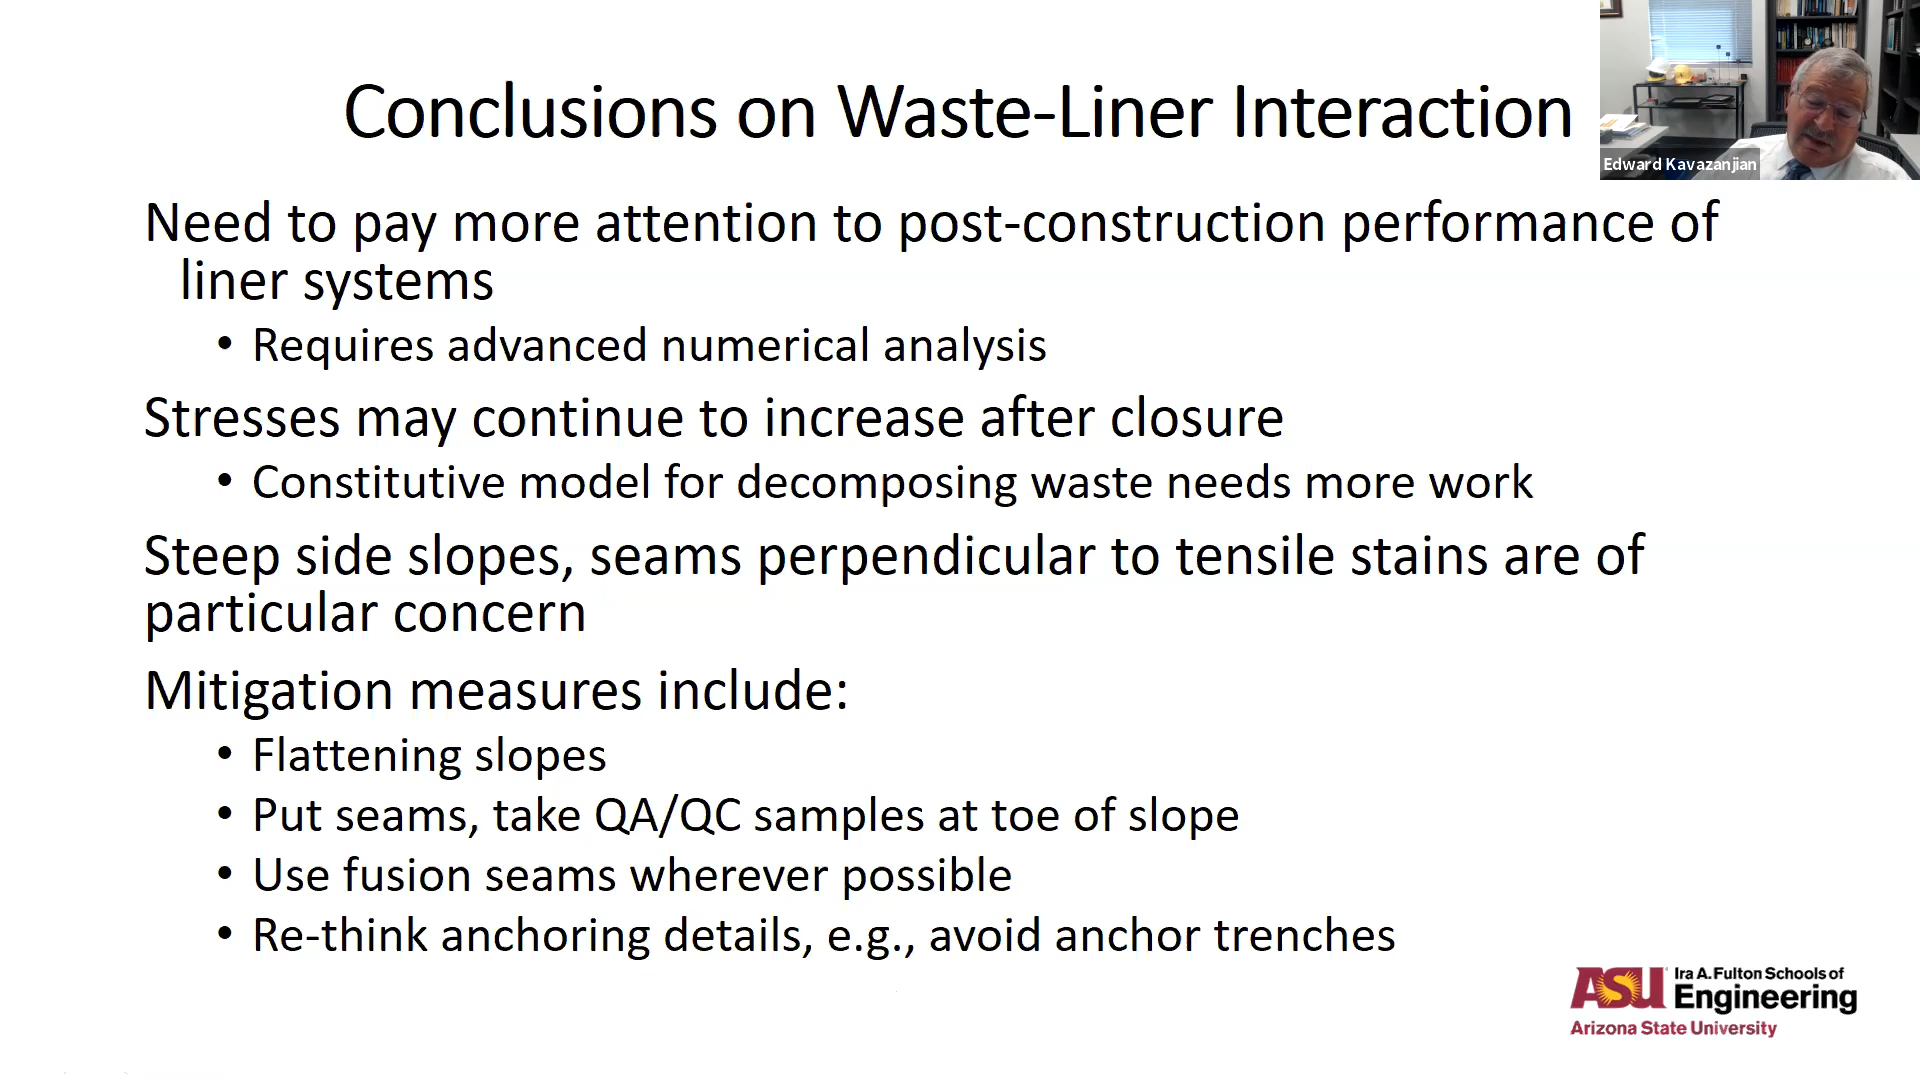 Conclusions on Waste-Liner Interaction
Edward Kavazanjian
Need to pay more attention to post-construction performance of
liner systems
• Requires advanced numerical analysis
Stresses may continue to increase after closure
• Constitutive model for decomposing waste needs more work
Steep side slopes, seams perpendicular to tensile stains are of
particular concern
Mitigation measures include:
• Flattening slopes
• Put seams, take QA/QC samples at toe of slope
• Use fusion seams wherever possible
• Re-think anchoring details, e.g., avoid anchor trenches
ASU Ira A. Fulton Schools of
Engineering
Arizona State University